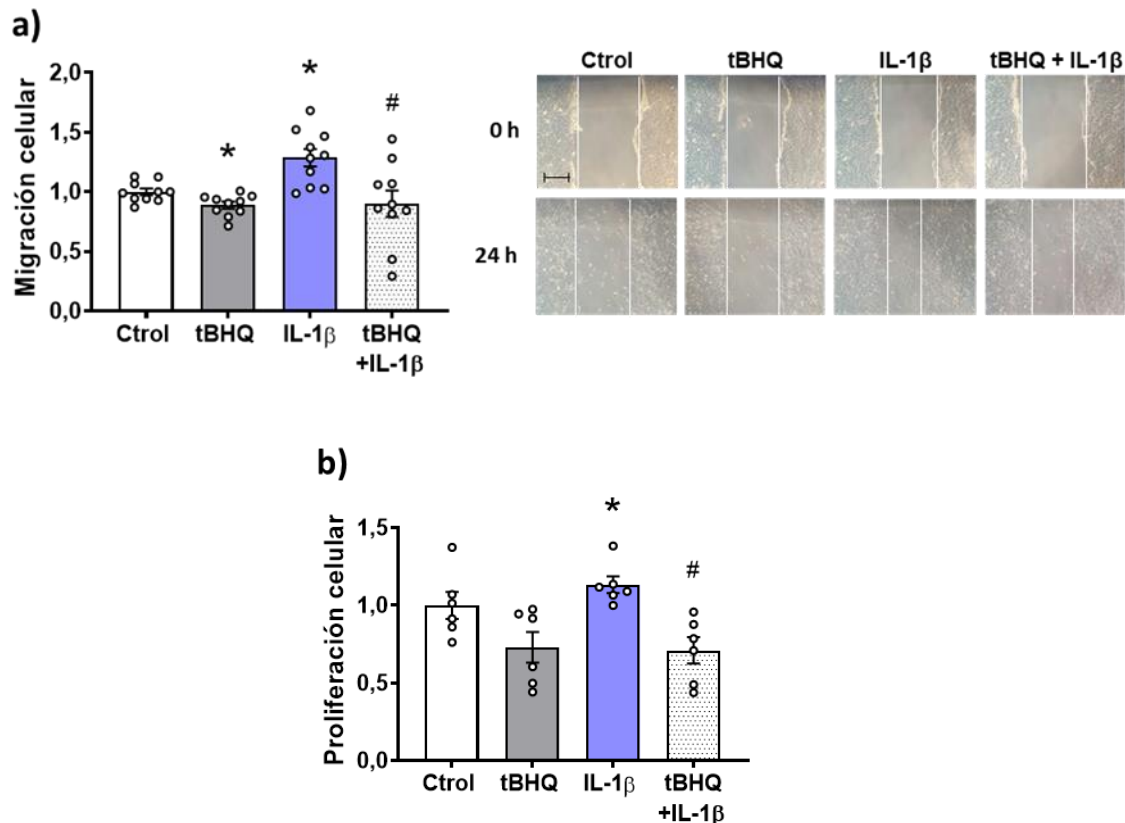 a)
Migración celular
2,0
1,5
1,0
0,5
0,0
*
*
#
Ctrol tBHQ IL-1β tBHQ
+IL-1β
Ctrol tBHQ IL-1β tBHQ + IL-1β
0 h
24 h
b)
Proliferación celular
1,5
1,0
0,5
0,0
*
#
Ctrol tBHQ IL-1β tBHQ
+IL-1β